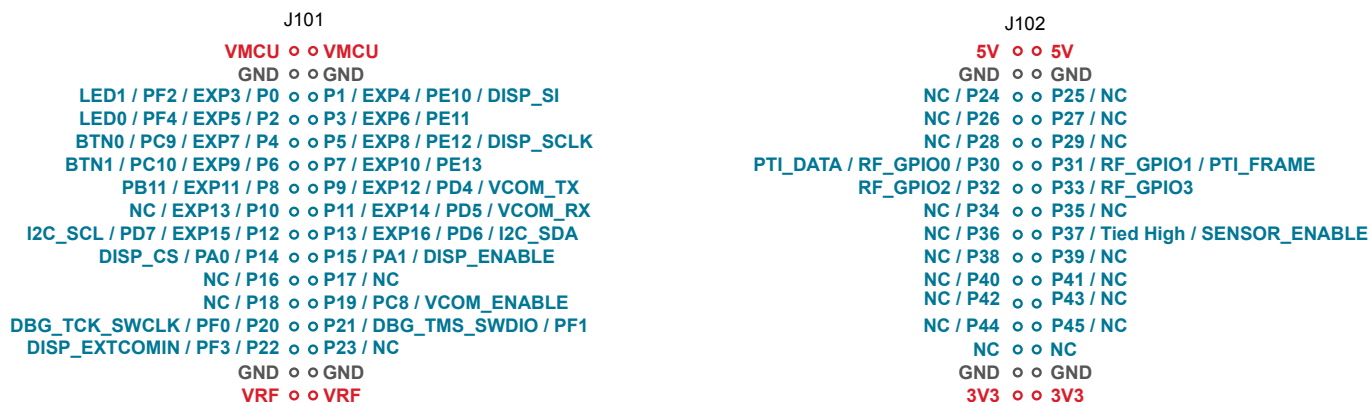 J101
VMCU VMCU
GND GND
LED1 / PF2 / EXP3 / P0 P1 / EXP4 / PE10 / DISP_SI
LED0 / PF4 / EXP5 / P2 P3 / EXP6 / PE11
BTN0 / PC9 / EXP7 / P4 P5 / EXP8 / PE12 / DISP_SCLK
BTN1 / PC10 / EXP9 / P6 P7 / EXP10 / PE13
PB11 / EXP11 / P8 P9 / EXP12 / PD4 / VCOM_TX
NC / EXP13 / P10 P11 / EXP14 / PD5 / VCOM_RX
I2C_SCL / PD7 / EXP15 / P12 P13 / EXP16 / PD6 / I2C_SDA
DISP_CS / PA0 / P14 P15 / PA1 / DISP_ENABLE
NC / P16 P17 / NC
NC / P18 P19 / PC8 / VCOM_ENABLE
DBG_TCK_SWCLK / PF0 / P20 P21 / DBG_TMS_SWDIO / PF1
DISP_EXTCOMIN / PF3 / P22 P23 / NC
GND GND
VRF VRF
J102
5V 5V
GND GND
NC / P24 P25 / NC
NC / P26 P27 / NC
NC / P28 P29 / NC
PTI_DATA / RF_GPIO0 / P30 P31 / RF_GPIO1 / PTI_FRAME
RF_GPIO2 / P32 P33 / RF_GPIO3
NC / P34 P35 / NC
NC / P36 P37 / Tied High / SENSOR_ENABLE
NC / P38 P39 / NC
NC / P40 P41 / NC
NC / P42 P43 / NC
NC / P44 P45 / NC
NC NC
GND GND
3V3 3V3